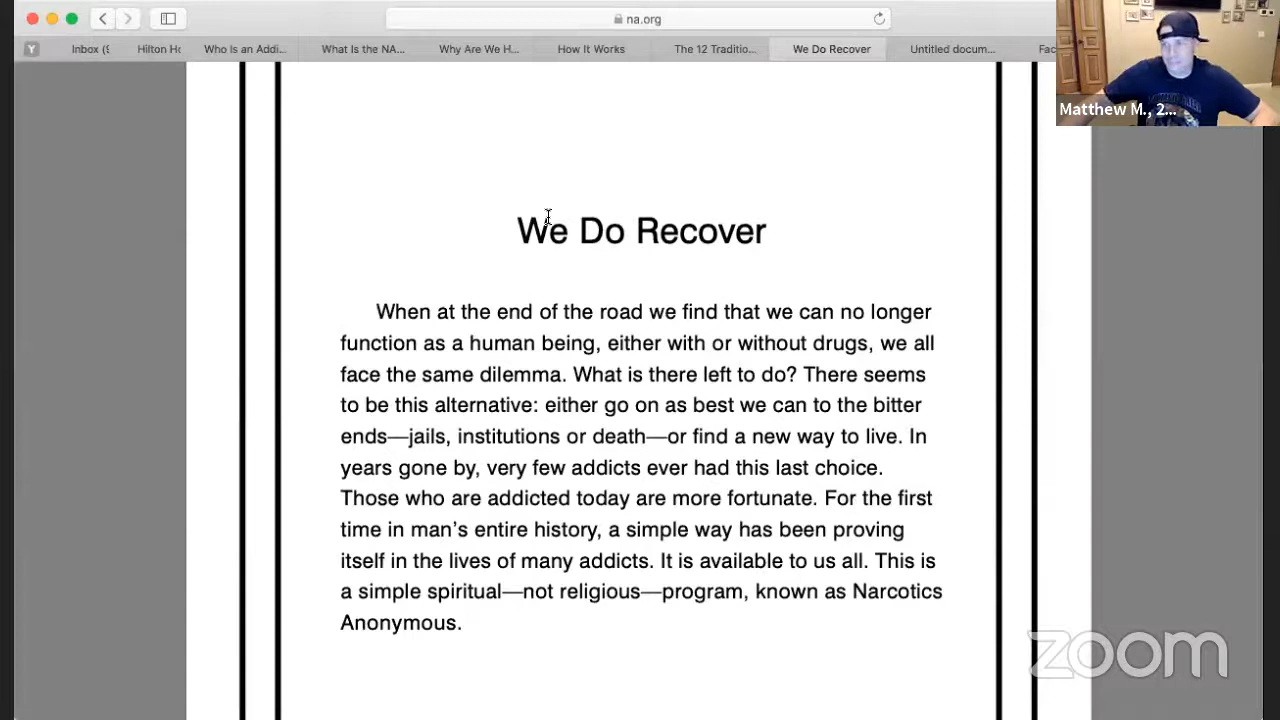 na.org
Y
Inbox (
Hilton Ho
Who Is an Addi...
What Is the NA...
Why Are We H...
How It Works
The 12 Traditio...
We Do Recover
Untitled docum...
Fac
Matthew M., 2...
We Do Recover
When at the end of the road we find that we can no longer
function as a human being, either with or without drugs, we all
face the same dilemma. What is there left to do? There seems
to be this alternative: either go on as best we can to the bitter
ends—jails, institutions or death—or find a new way to live. In
years gone by, very few addicts ever had this last choice.
Those who are addicted today are more fortunate. For the first
time in man's entire history, a simple way has been proving
itself in the lives of many addicts. It is available to us all. This is
a simple spiritual—not religious—program, known as Narcotics
Anonymous.
zoom